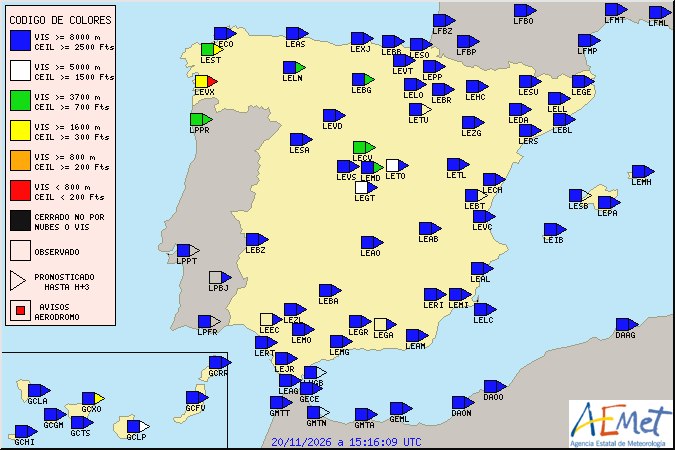 CODIGO DE COLORES
VIS >= 8000 m
CEIL >= 2500 Fts
VIS >= 5000 m
CEIL >= 1500 Fts
VIS >= 3700 m
CEIL >= 700 Fts
VIS >= 1600 m
CEIL >= 300 Fts
VIS >= 800 m
CEIL >= 200 Fts
VIS < 800 m
CEIL < 200 Fts
CERRADO NO POR
NUBES O VIS
OBSERVADO
PRONOSTICADO
HASTA H+3
AVISOS
AERODROMO
LFBO
LFMT
LFML
LFBZ
LECO
LEAS
LEXJ
LEBB
LESO
LFBP
LFMP
LEST
LEVT
LEPP
LELN
LEBG
LEVX
LELO
LEBR
LEHC
LESU
LEGE
LELL
LEVD
LETU
LEDA
LEBL
LPPR
LEZG
LERS
LESA
LECV
LEVS
LEMD
LETO
LETL
LEMH
LEGT
LECH
LEBT
LESB
LEPA
LEVC
LEIB
LEAB
LEBZ
LEAO
LPPT
LEAL
LPBJ
LEBA
LERI
LEMI
LELC
LEZL
LPFR
LEEC
LEMO
LEGR
LEGA
DAAG
LERT
LEMG
LEAM
LEJR
GCRR
LXGB
LEAG
GECE
DAOO
GCLA
GCXO
GCFV
GMTT
GEML
DAON
GCGM
GMTN
GMTA
GCTS
GCLP
GCHI
20/11/2026 a 15:16:09 UTC
AEMet
Agencia Estatal de Meteorología